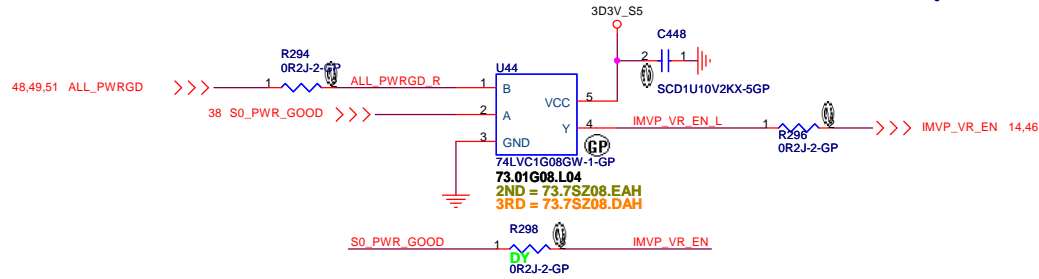 3D3V_S5
C448
2 1
SCD1U10V2KX-5GP
R294
0R2J-2-GP
48,49,51 ALL_PWRGD
1 2
ALL_PWRGD_R
38 S0_PWR_GOOD
U44
1 B
2 A
3 GND
VCC 5
Y 4
GP
74LVC1G08GW-1-GP
73.01G08.L04
2ND = 73.7SZ08.EAH
3RD = 73.7SZ08.DAH
IMVP_VR_EN_L
1 2
R296
0R2J-2-GP
IMVP_VR_EN 14,46
R298
S0_PWR_GOOD
1 2
IMVP_VR_EN
DY
0R2J-2-GP